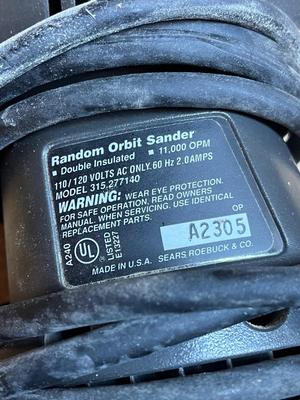 Random Orbit Sander
▪ Double Insulated ▪ 11,000 OPM
110/120 VOLTS AC ONLY. 60 Hz 2.0AMPS
MODEL 315.277140
WARNING: WEAR EYE PROTECTION.
FOR SAFE OPERATION, READ OWNERS
MANUAL. WHEN SERVICING, USE IDENTICAL
REPLACEMENT PARTS.
A240
UL
LISTED
E13227
OP
A2305
MADE IN U.S.A. SEARS, ROEBUCK & CO.